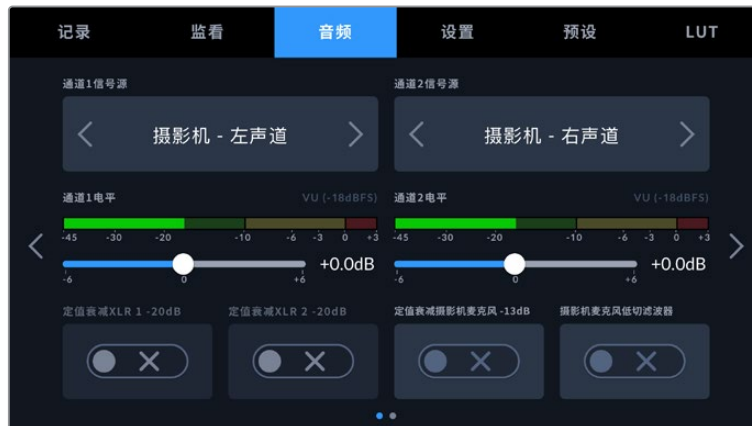 记录 监看 音频 设置 预设 LUT
通道1信号源 通道2信号源
摄影机 - 左声道 摄影机 - 右声道
通道1电平 VU (-18dBFS) 通道2电平 VU (-18dBFS)
-45 -30 -20 -10 -6 -3 0 +3 -45 -30 -20 -10 -6 -3 0 +3
+0.0dB +0.0dB
-6 0 +6 -6 0 +6
定值衰减XLR 1 -20dB 定值衰减XLR 2 -20dB 定值衰减摄影机麦克风 -13dB 摄影机麦克风低切滤波器